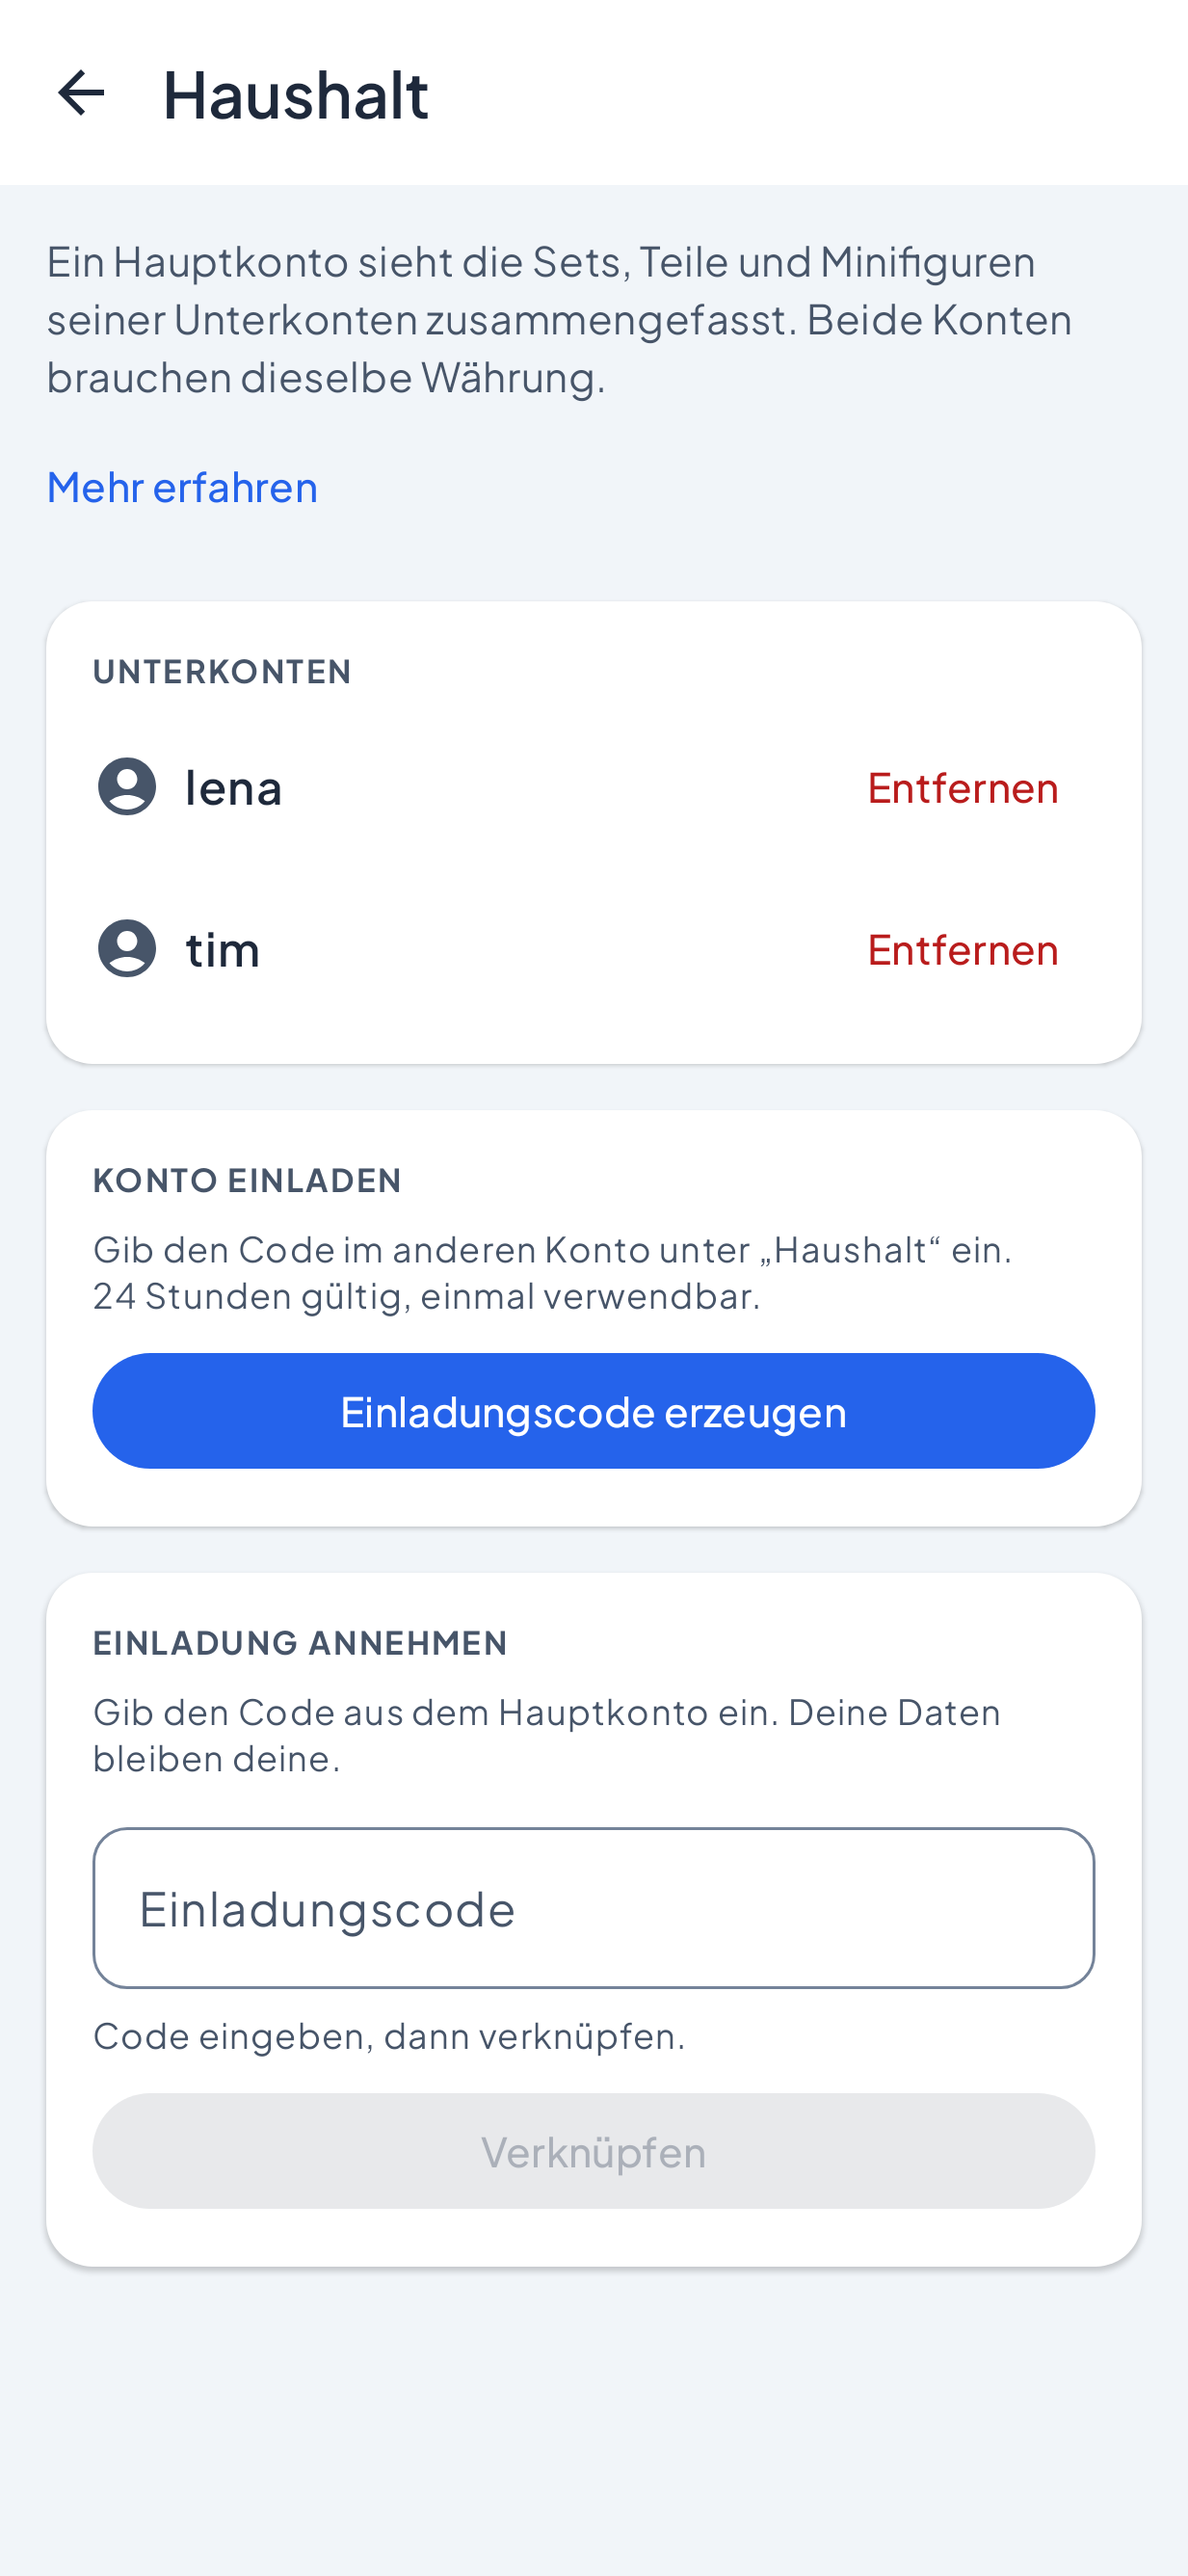 Haushalt
Ein Hauptkonto sieht die Sets, Teile und Minifiguren
seiner Unterkonten zusammengefasst. Beide Konten
brauchen dieselbe Währung.
Mehr erfahren
UNTERKONTEN
lena Entfernen
tim Entfernen
KONTO EINLADEN
Gib den Code im anderen Konto unter „Haushalt“ ein.
24 Stunden gültig, einmal verwendbar.
Einladungscode erzeugen
EINLADUNG ANNEHMEN
Gib den Code aus dem Hauptkonto ein. Deine Daten
bleiben deine.
Einladungscode
Code eingeben, dann verknüpfen.
Verknüpfen